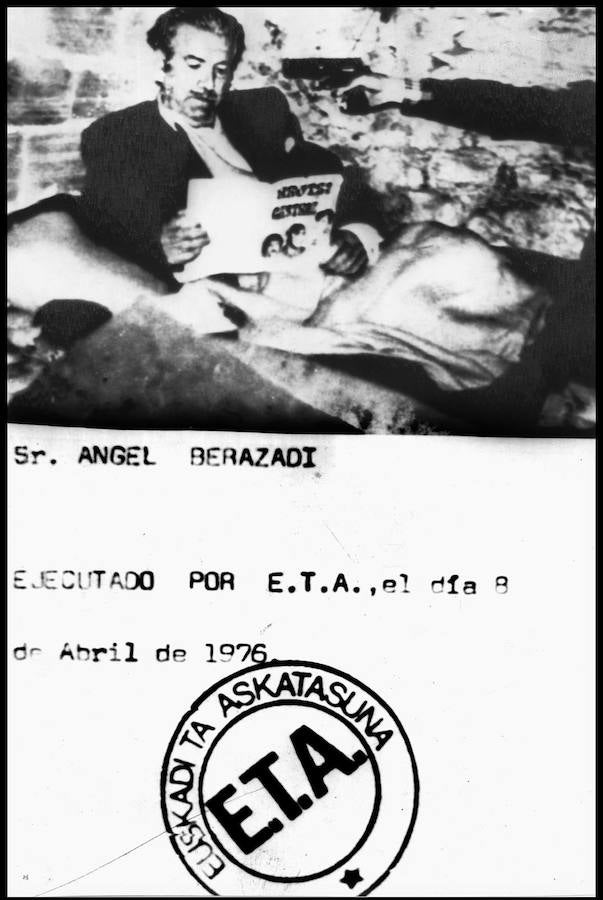 Sr. ANGEL BERAZADI
EJECUTADO POR E.T.A.,el día 8
de Abril de 1976.
EUSKADI TA ASKATASUNA
E.T.A.